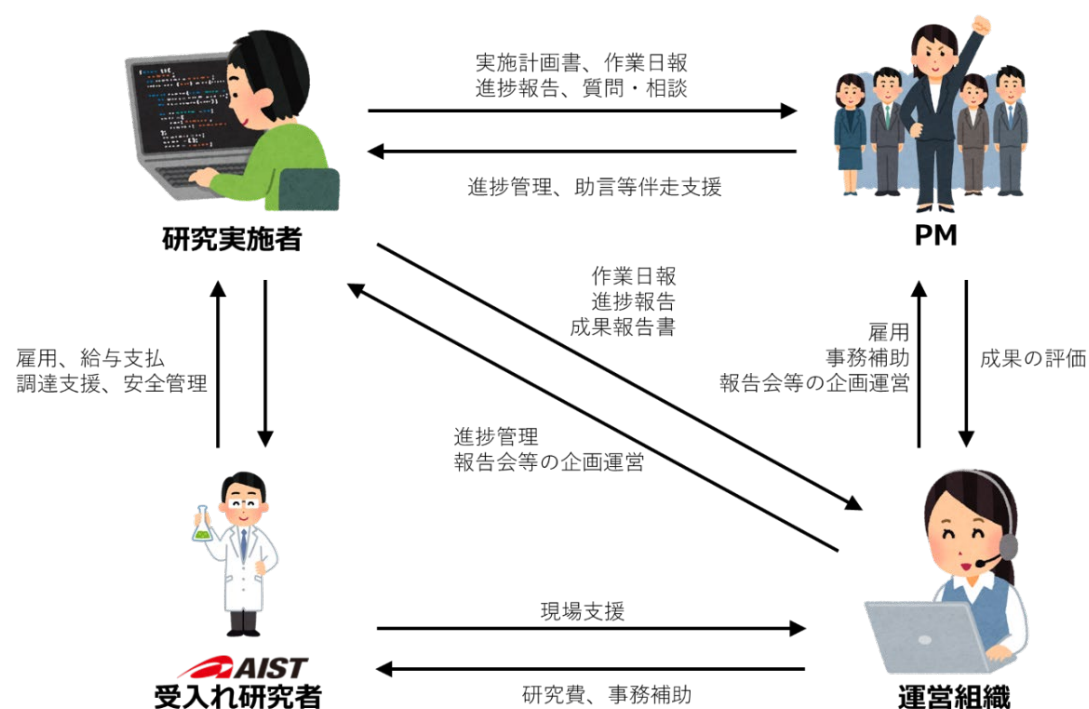 実施計画書、作業日報
進捗報告、質問・相談
進捗管理、助言等伴走支援
研究実施者
PM
作業日報
進捗報告
成果報告書
雇用、給与支払
調達支援、安全管理
雇用
事務補助
報告会等の企画運営
成果の評価
進捗管理
報告会等の企画運営
現場支援
AIST
受入れ研究者
研究費、事務補助
運営組織